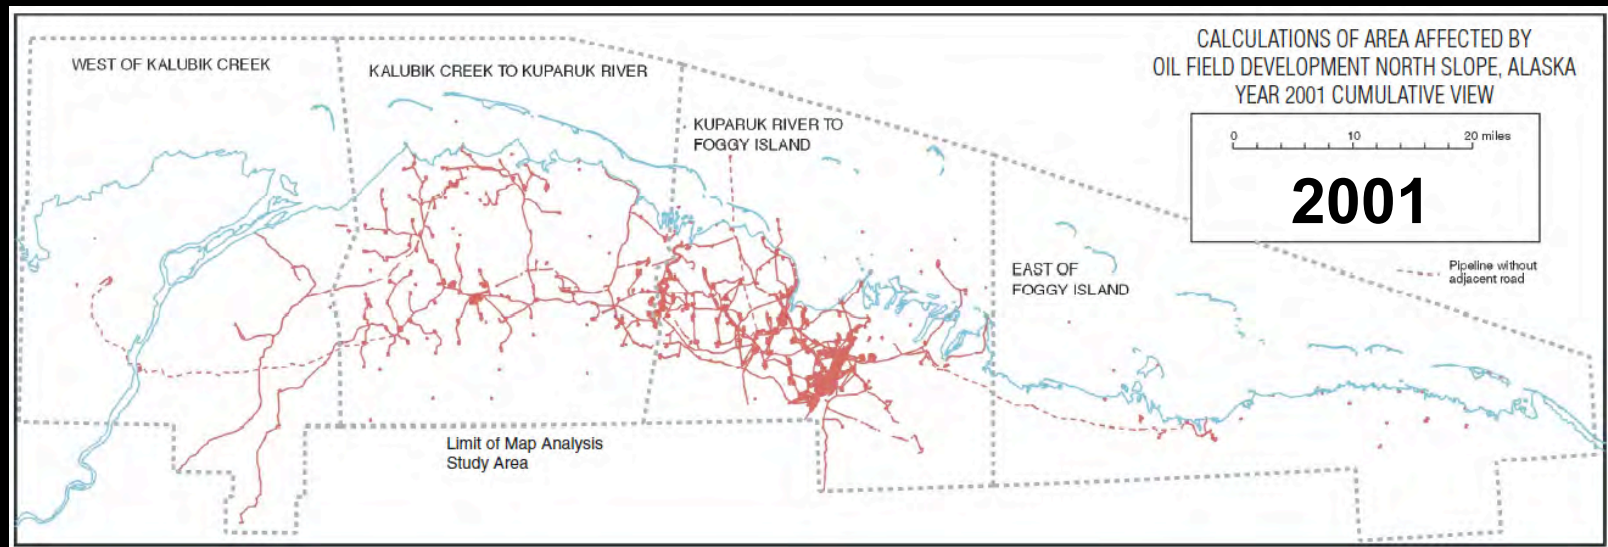 CALCULATIONS OF AREA AFFECTED BY
OIL FIELD DEVELOPMENT NORTH SLOPE, ALASKA
YEAR 2001 CUMULATIVE VIEW
WEST OF KALUBIK CREEK
KALUBIK CREEK TO KUPARUK RIVER
KUPARUK RIVER TO
FOGGY ISLAND
0 10 20 miles
2001
EAST OF
FOGGY ISLAND
Pipeline without
adjacent road
Limit of Map Analysis
Study Area